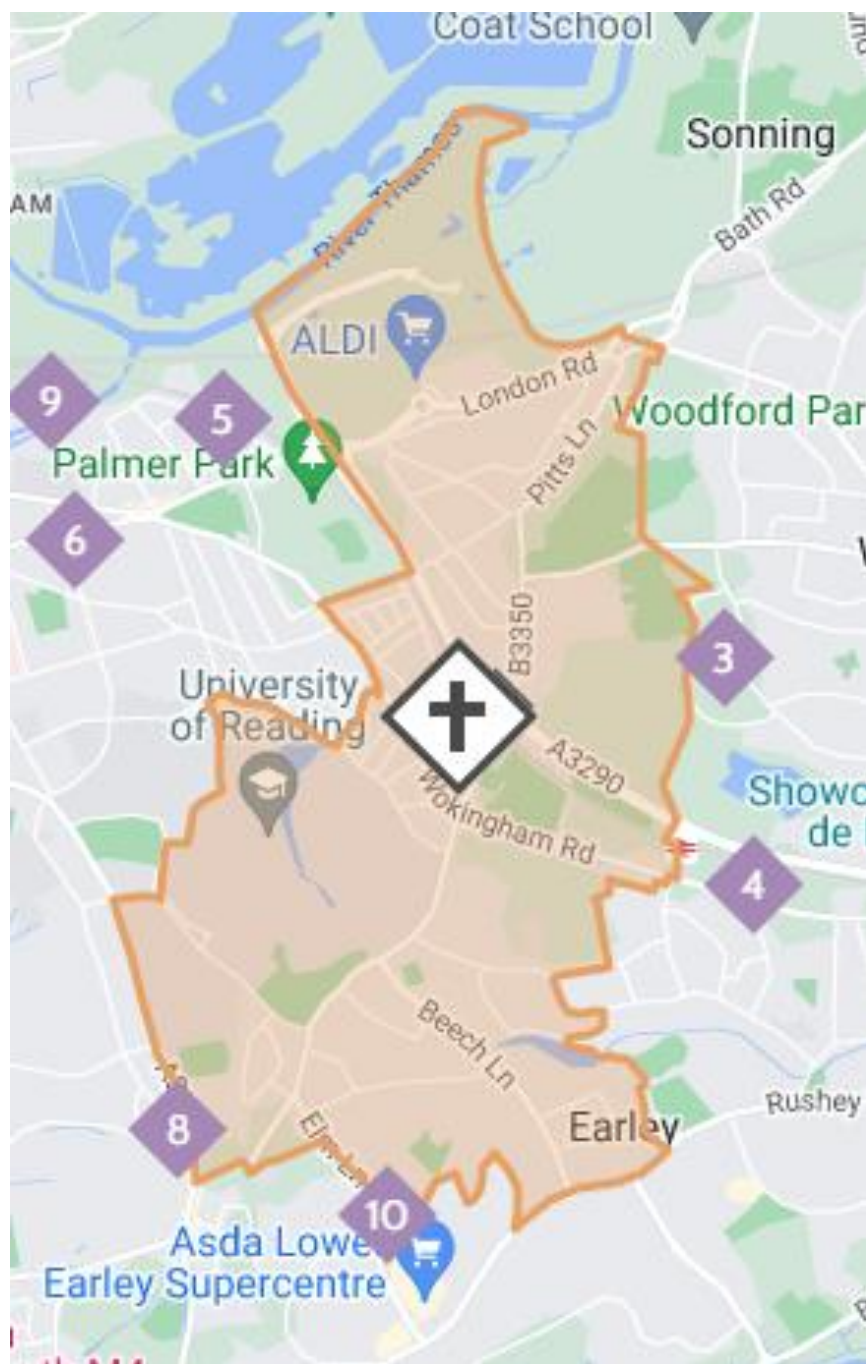 Coat School
Sonning
AM
Bath Rd
River Thames
ALDI
London Rd
9
5
Woodford Par
Palmer Park
Pitts Ln
6
B3350
3
University
of Reading
A3290
Wokingham Rd
Showc
de
4
Beech Ln
Rushey
8
Elm Ln
Earley
10
Asda Lowe
Earley Supercentre